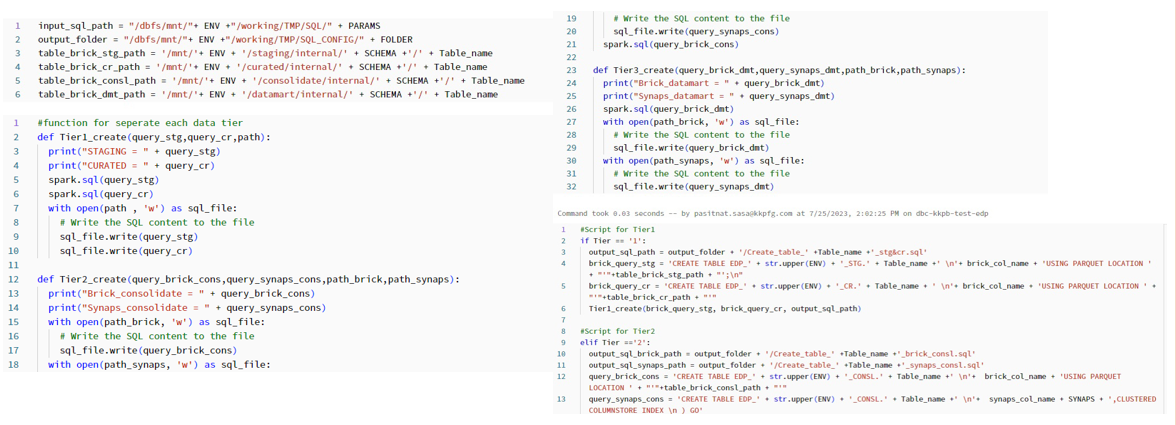 1 input_sql_path = "/dbfs/mnt/"+ ENV +"/working/TMP/SQL/" + PARAMS
2 output_folder = "/dbfs/mnt/"+ ENV +"/working/TMP/SQL_CONFIG/" + FOLDER
3 table_brick_stg_path = '/mnt/'+ ENV + '/staging/internal/' + SCHEMA +'/' + Table_name
4 table_brick_cr_path = '/mnt/'+ ENV + '/curated/internal/' + SCHEMA +'/' + Table_name
5 table_brick_consl_path = '/mnt/'+ ENV + '/consolidate/internal/' + SCHEMA +'/' + Table_name
6 table_brick_dmt_path = '/mnt/'+ ENV + '/datamart/internal/' + SCHEMA +'/' + Table_name
1 #function for seperate each data tier
2 def Tier1_create(query_stg,query_cr,path):
3 print("STAGING = " + query_stg)
4 print("CURATED = " + query_cr)
5 spark.sql(query_stg)
6 spark.sql(query_cr)
7 with open(path , 'w') as sql_file:
8 # Write the SQL content to the file
9 sql_file.write(query_stg)
10 sql_file.write(query_cr)
11
12 def Tier2_create(query_brick_cons,query_synaps_cons,path_brick,path_synaps):
13 print("Brick_consolidate = " + query_brick_cons)
14 print("Synaps_consolidate = " + query_synaps_cons)
15 with open(path_brick, 'w') as sql_file:
16 # Write the SQL content to the file
17 sql_file.write(query_brick_cons)
18 with open(path_synaps, 'w') as sql_file:
19 # Write the SQL content to the file
20 sql_file.write(query_synaps_cons)
21 spark.sql(query_brick_cons)
22
23 def Tier3_create(query_brick_dmt,query_synaps_dmt,path_brick,path_synaps):
24 print("Brick_datamart = " + query_brick_dmt)
25 print("Synaps_datamart = " + query_synaps_dmt)
26 spark.sql(query_brick_dmt)
27 with open(path_brick, 'w') as sql_file:
28 # Write the SQL content to the file
29 sql_file.write(query_brick_dmt)
30 with open(path_synaps, 'w') as sql_file:
31 # Write the SQL content to the file
32 sql_file.write(query_synaps_dmt)
Command took 0.03 seconds -- by pasitnat.sasa@kkpfg.com at 7/25/2023, 2:02:25 PM on dbc-kkpb-test-edp
1 #Script for Tier1
2 if Tier == '1':
3 output_sql_path = output_folder + '/Create_table_' +Table_name +'_stg&cr.sql'
4 brick_query_stg = 'CREATE TABLE EDP_' + str.upper(ENV) + '_STG.' + Table_name +' \n'+ brick_col_name + 'USING PARQUET LOCATION '
+ "'"+table_brick_stg_path + "';\n"
5 brick_query_cr = 'CREATE TABLE EDP_' + str.upper(ENV) + '_CR.' + Table_name + ' \n'+ brick_col_name + 'USING PARQUET LOCATION ' +
"'"+table_brick_cr_path + "'"
6 Tier1_create(brick_query_stg, brick_query_cr, output_sql_path)
7
8 #Script for Tier2
9 elif Tier =='2':
10 output_sql_brick_path = output_folder + '/Create_table_' +Table_name +'_brick_consl.sql'
11 output_sql_synaps_path = output_folder + '/Create_table_' +Table_name +'_synaps_consl.sql'
12 query_brick_cons = 'CREATE TABLE EDP_' + str.upper(ENV) + '_CONSL.' + Table_name +' \n'+ brick_col_name + 'USING PARQUET
LOCATION ' + "'"+table_brick_consl_path + "'"
13 query_synaps_cons = 'CREATE TABLE EDP_' + str.upper(ENV) + '_CONSL.' + Table_name +' \n'+ synaps_col_name + SYNAPS + ',CLUSTERED
COLUMNSTORE INDEX \n ) GO'